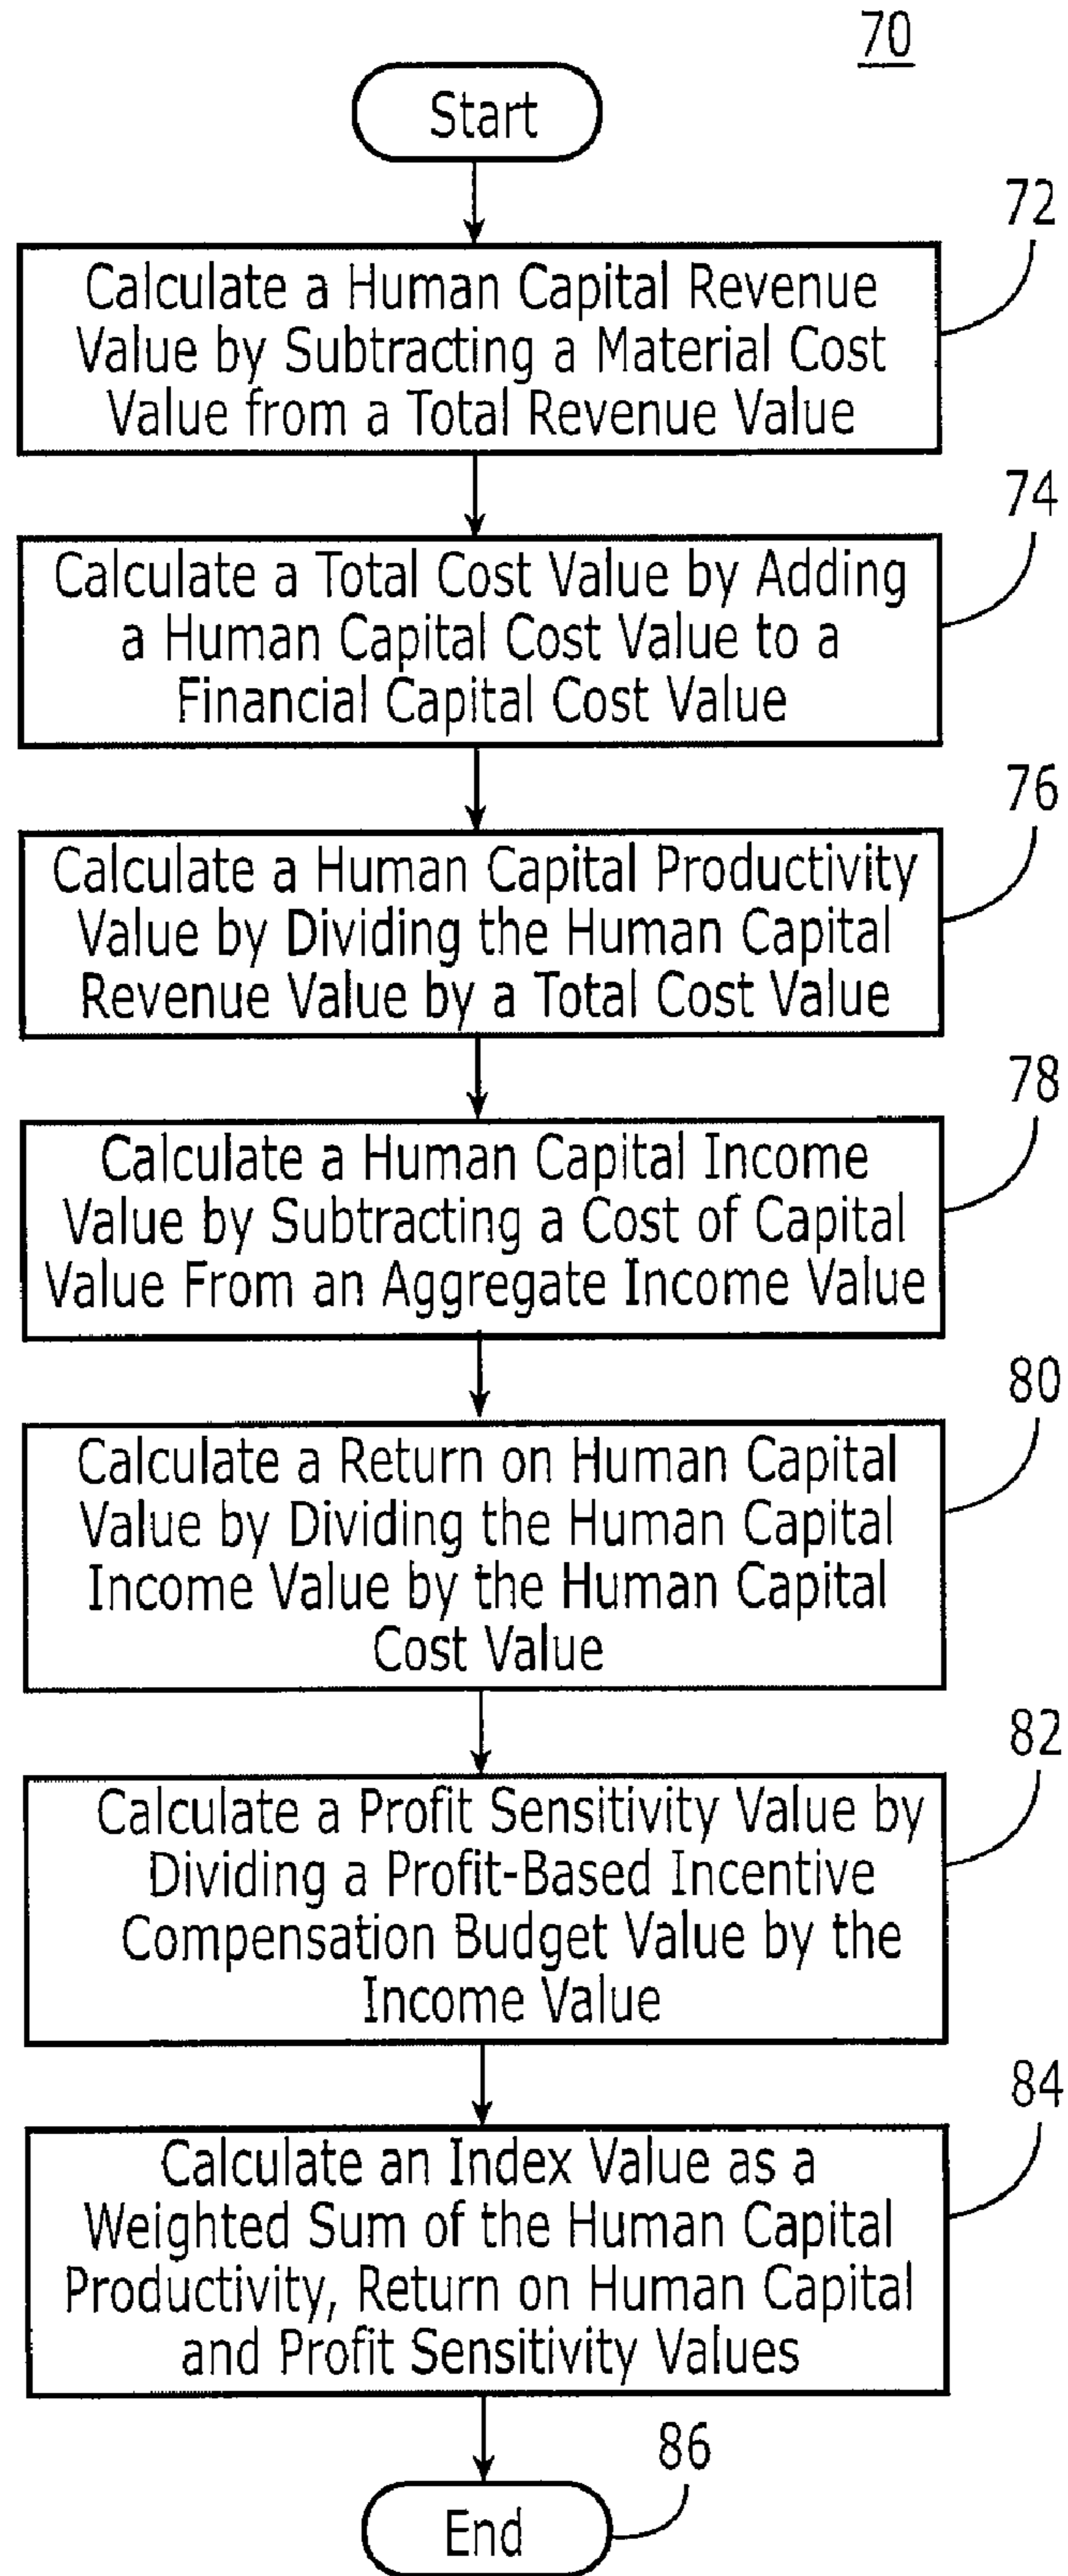 70
Start
72
Calculate a Human Capital Revenue
Value by Subtracting a Material Cost
Value from a Total Revenue Value
74
Calculate a Total Cost Value by Adding
a Human Capital Cost Value to a
Financial Capital Cost Value
76
Calculate a Human Capital Productivity
Value by Dividing the Human Capital
Revenue Value by a Total Cost Value
78
Calculate a Human Capital Income
Value by Subtracting a Cost of Capital
Value From an Aggregate Income Value
80
Calculate a Return on Human Capital
Value by Dividing the Human Capital
Income Value by the Human Capital
Cost Value
82
Calculate a Profit Sensitivity Value by
Dividing a Profit-Based Incentive
Compensation Budget Value by the
Income Value
84
Calculate an Index Value as a
Weighted Sum of the Human Capital
Productivity, Return on Human Capital
and Profit Sensitivity Values
86
End